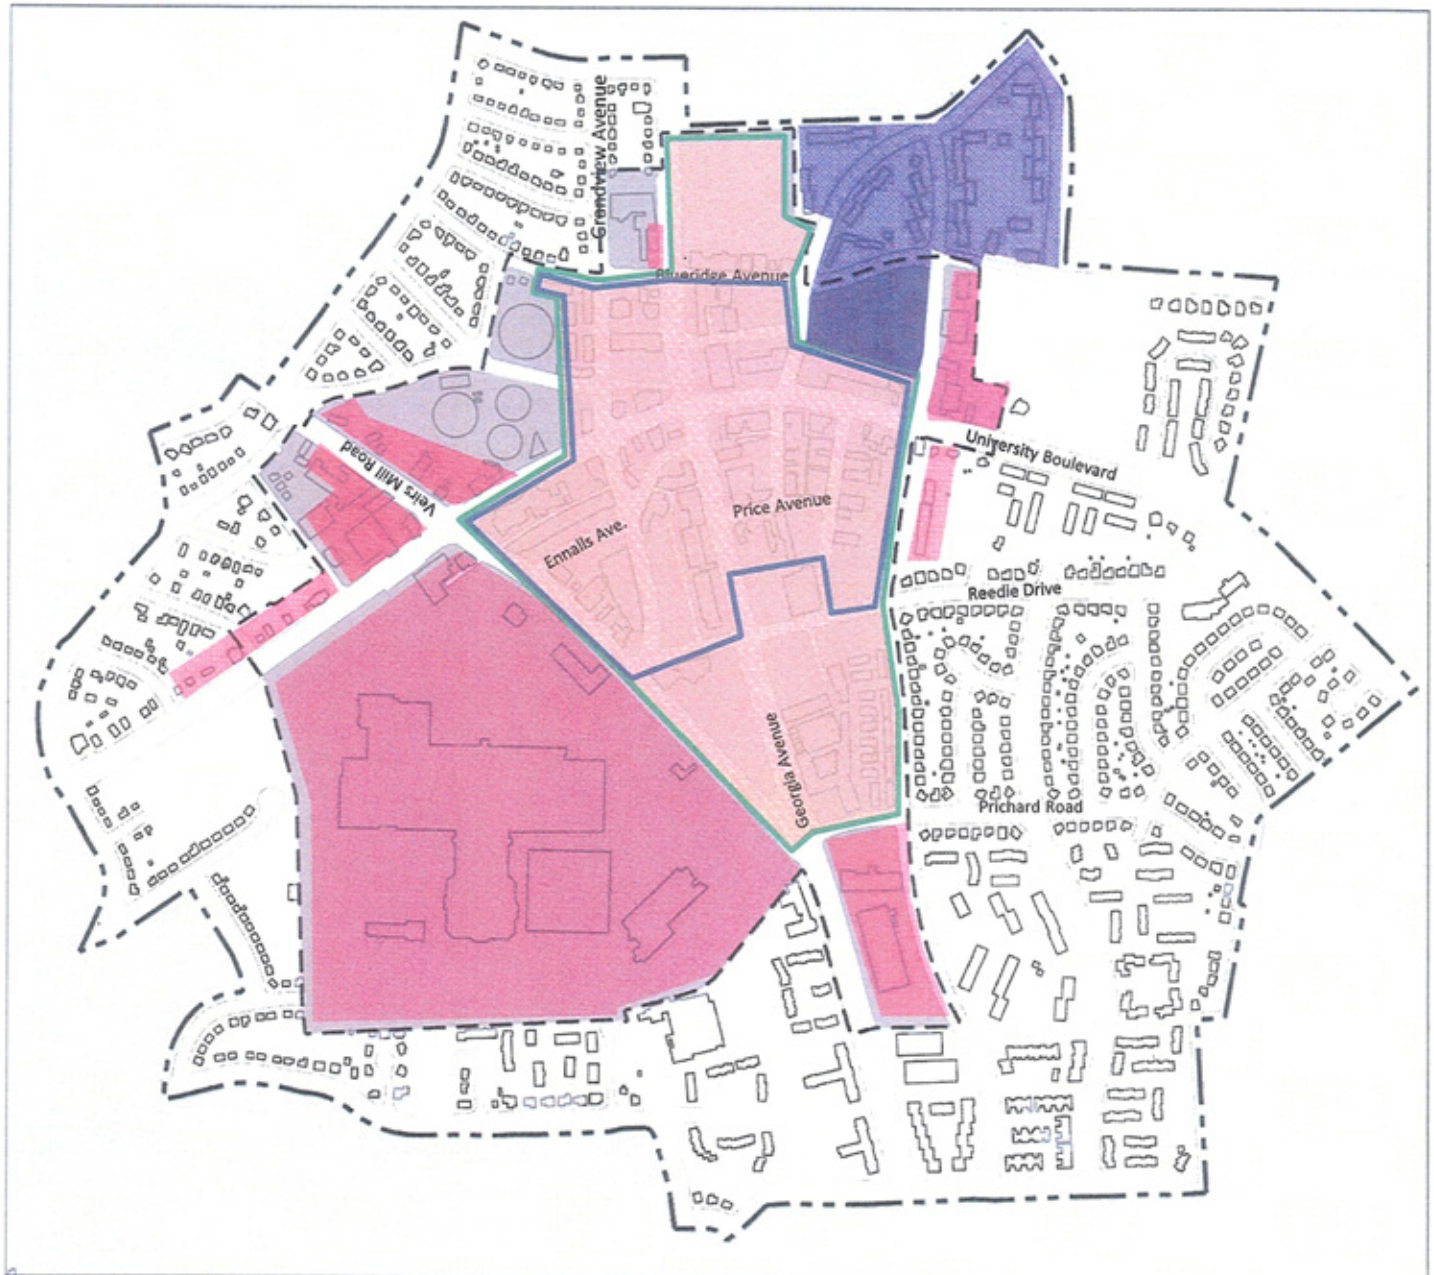 Grandview Avenue
Blueridge Avenue
University Boulevard
Veirs Mill Road
Price Avenue
Ennalls Ave.
Reedie Drive
Georgia Avenue
Prichard Road